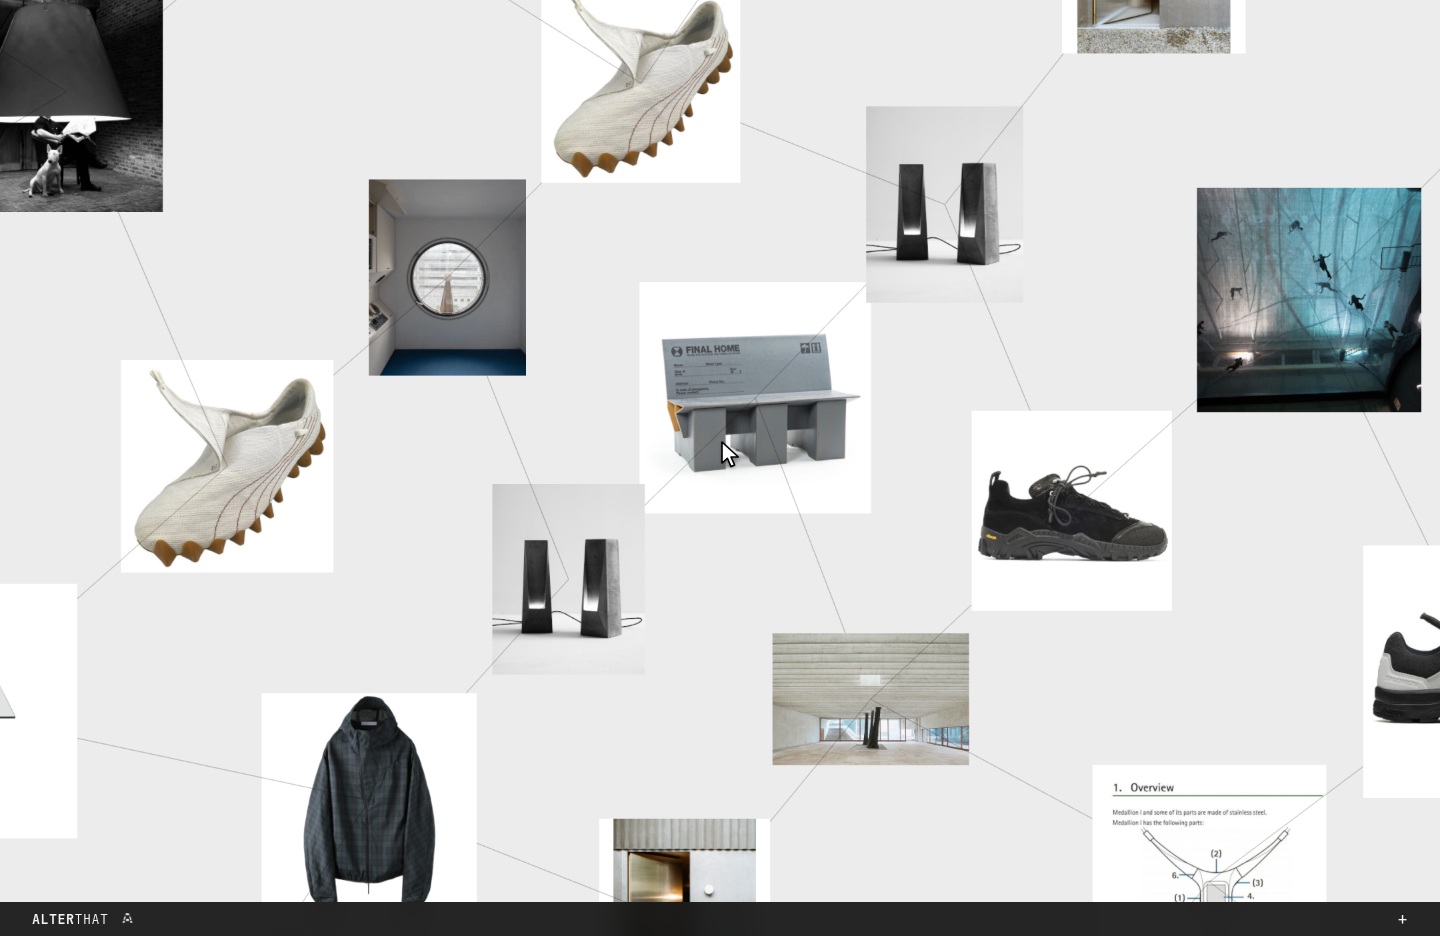 FINAL HOME
1. Overview
Medallion I and some of its parts are made of stainless steel.
Medallion I has the following parts:
(2)
6.
(3)
(1)
4.
ALTERTHAT
+